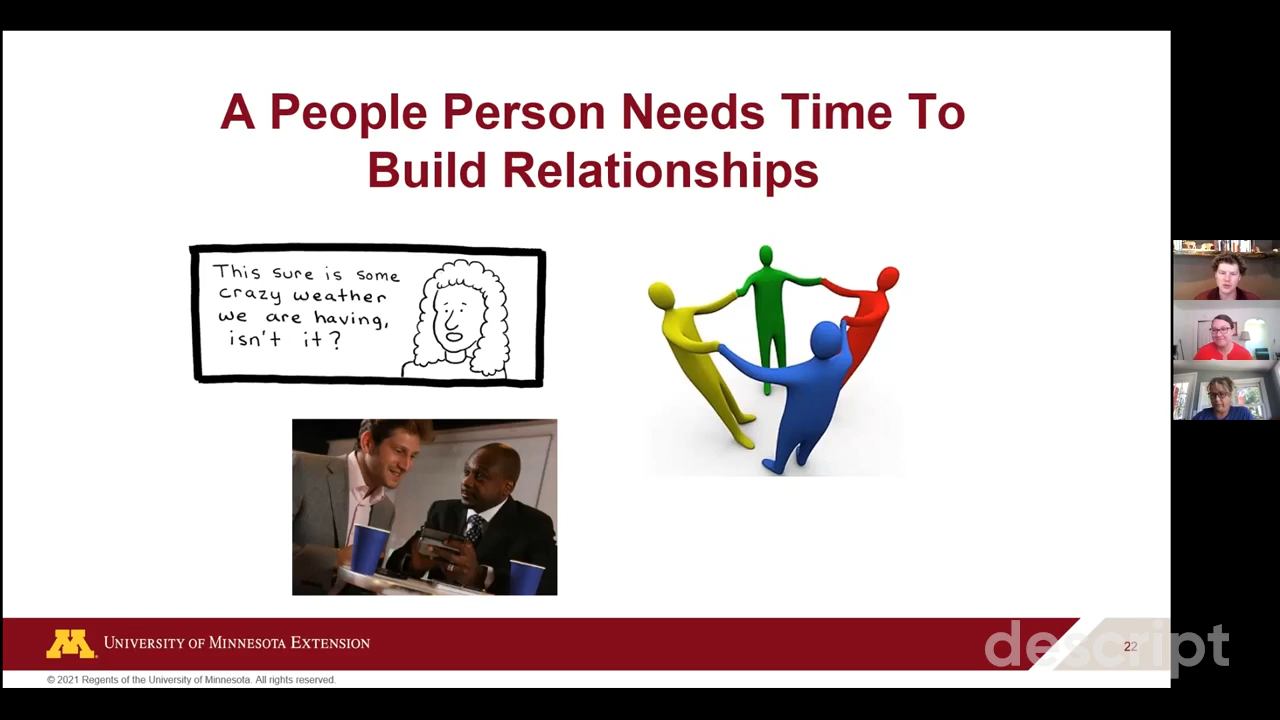 A People Person Needs Time To
Build Relationships
This sure is some
crazy weather
we are having,
isn't it?
M
UNIVERSITY OF MINNESOTA EXTENSION
descript
22
© 2021 Regents of the University of Minnesota. All rights reserved.